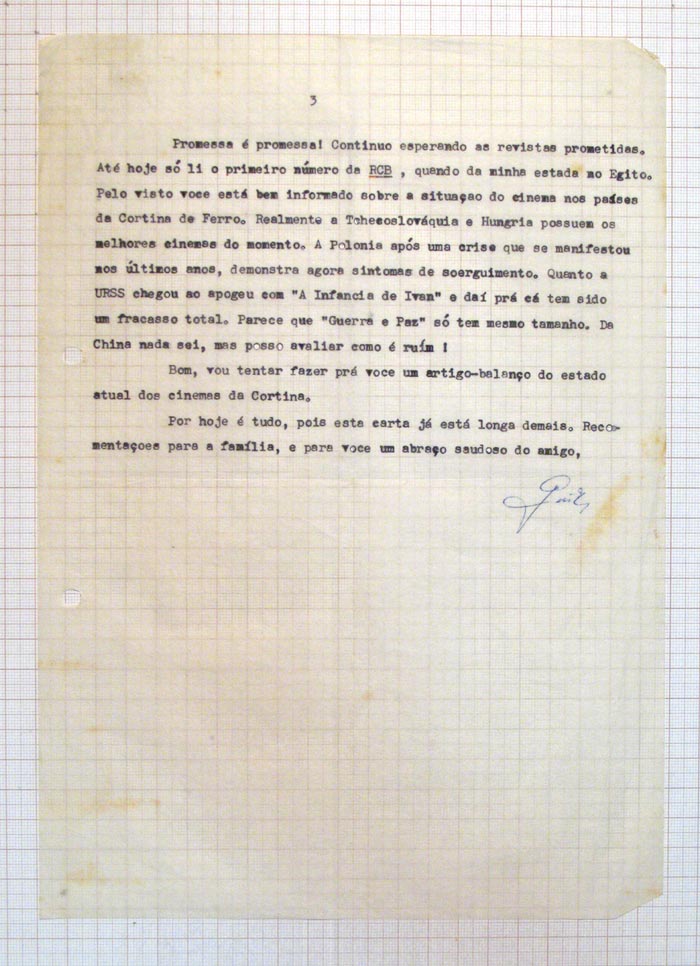 3
Promessa é promessa! Continuo esperando as revistas prometidas.
Até hoje só li o primeiro número da RCB , quando da minha estada no Egito.
Pelo visto voce está bem informado sobre a situaçao do cinema nos países
da Cortina de Ferro. Realmente a Tchecoslováquia e Hungria possuem os
melhores cinemas do momento. A Polonia após uma crise que se manifestou
nos últimos anos, demonstra agora sintomas de soerguimento. Quanto a
URSS chegou ao apogeu com "A Infancia de Ivan" e daí prá cá tem sido
um fracasso total. Parece que "Guerra e Paz" só tem mesmo tamanho. Da
China nada sei, mas posso avaliar como é ruím !
Bom, vou tentar fazer prá voce um artigo-balanço do estado
atual dos cinemas da Cortina.
Por hoje é tudo, pois esta carta já está longa demais. Reco-
mentaçoes para a família, e para voce um abraço saudoso do amigo,